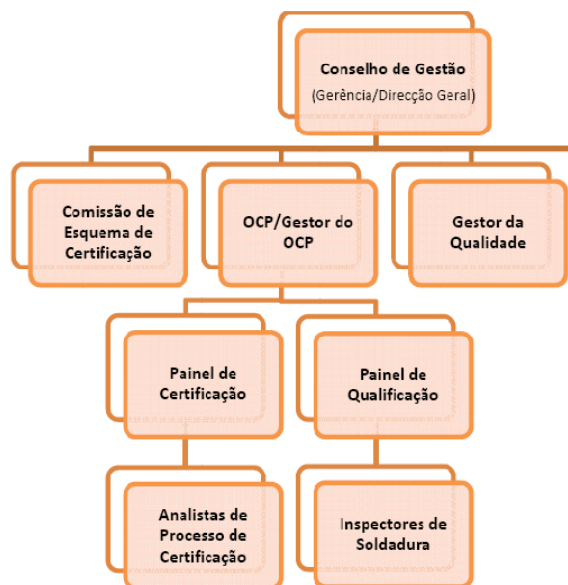 Conselho de Gestão
(Gerência/Direcção Geral)
Comissão de
Esquema de
Certificação
OCP/Gestor do
OCP
Gestor da
Qualidade
Painel de
Certificação
Painel de
Qualificação
Analistas de
Processo de
Certificação
Inspectores de
Soldadura